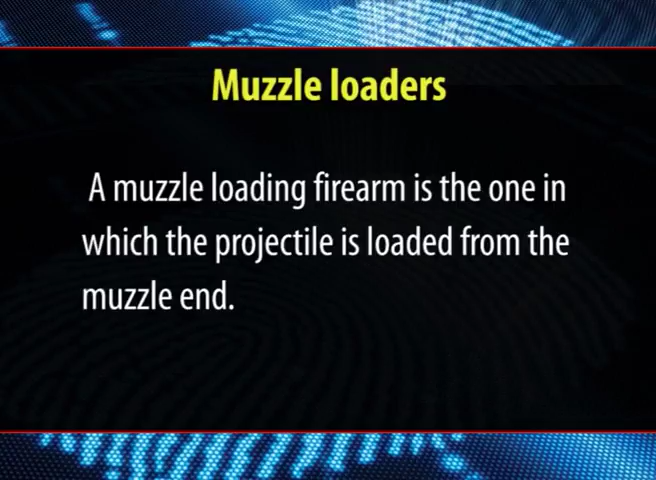 Muzzle loaders
A muzzle loading firearm is the one in
which the projectile is loaded from the
muzzle end.